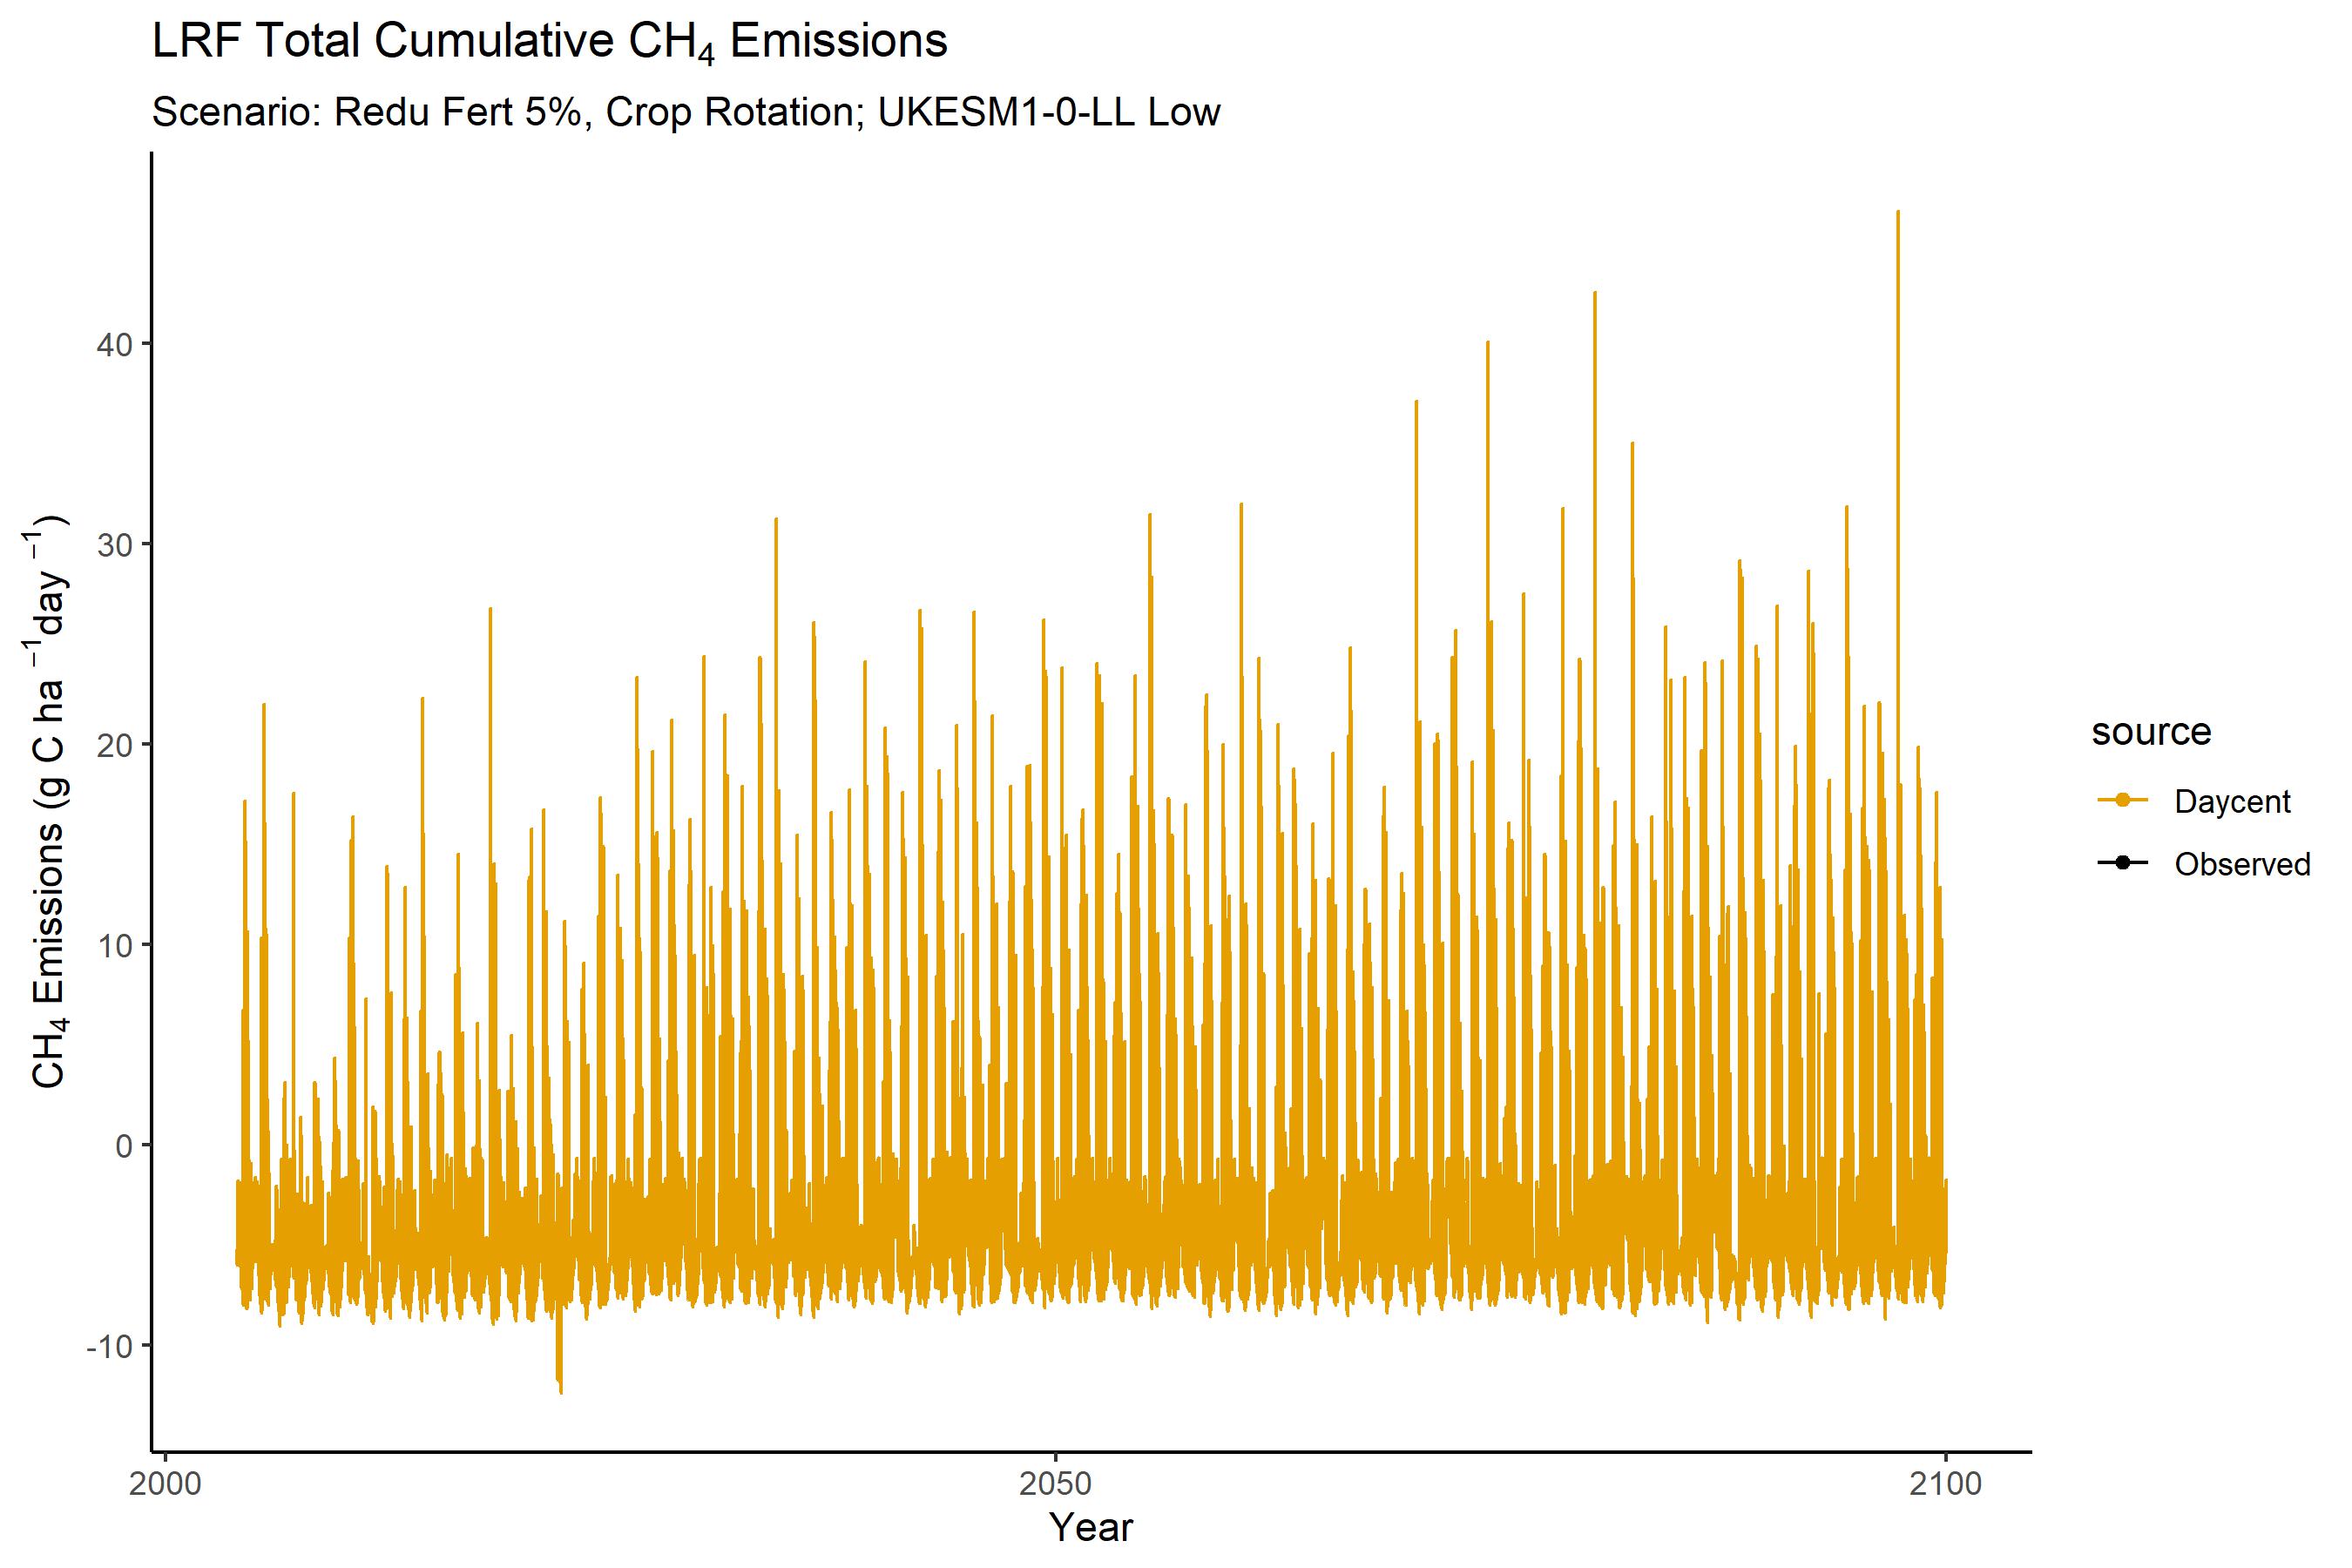 LRF Total Cumulative CH₄ Emissions
Scenario: Redu Fert 5%, Crop Rotation; UKESM1-0-LL Low
CH₄ Emissions (g C ha ⁻¹day ⁻¹)
40
30
20
10
0
-10
2000
2050
2100
Year
source
Daycent
Observed